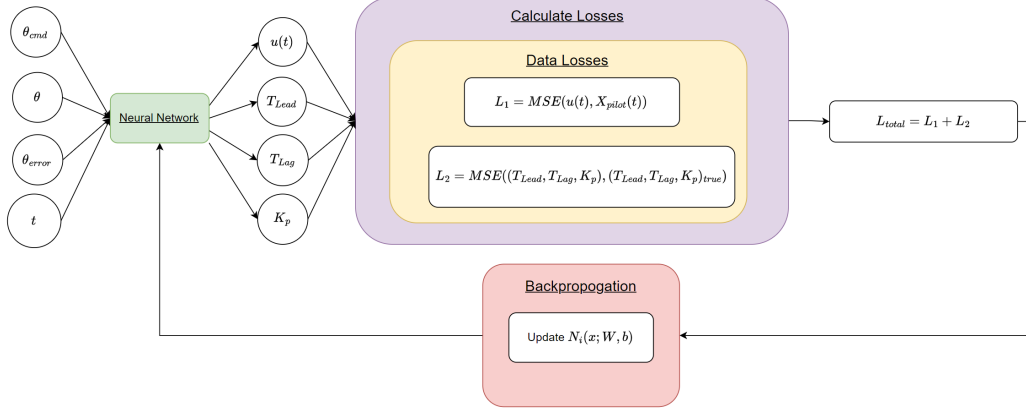 θ_cmd
θ
θ_error
t
Neural Network
u(t)
T_Lead
T_Lag
K_p
Calculate Losses
Data Losses
L_1 = MSE(u(t), X_pilot(t))
L_2 = MSE((T_Lead, T_Lag, K_p), (T_Lead, T_Lag, K_p)_true)
L_total = L_1 + L_2
Backpropogation
Update N_i(x; W, b)